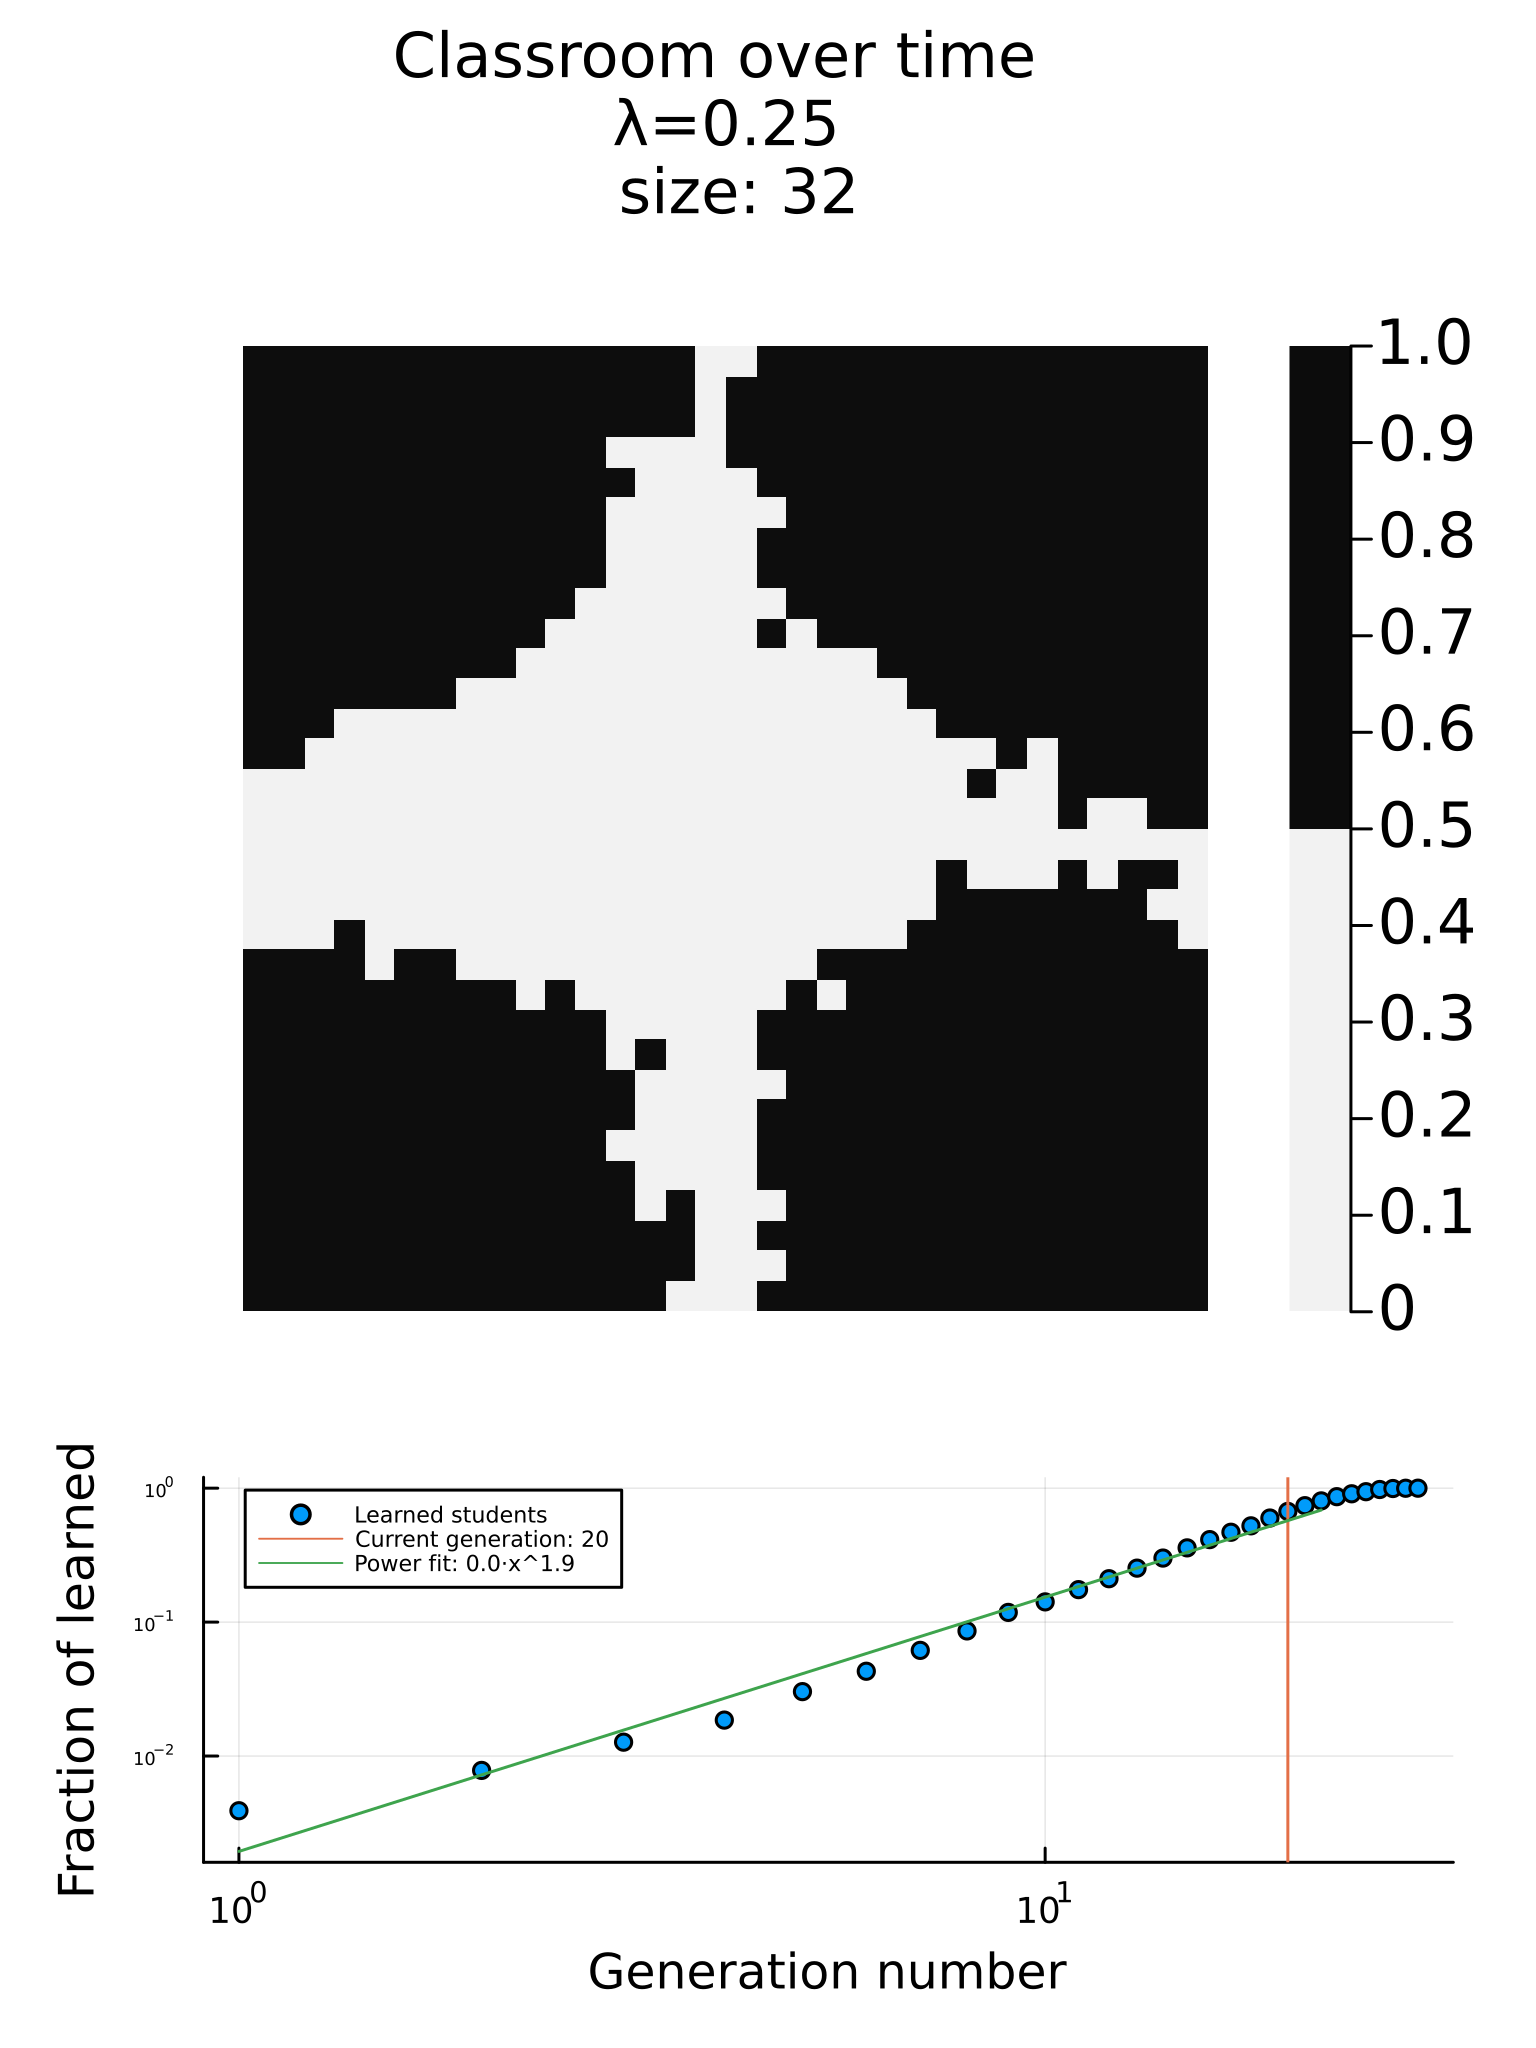 Classroom over time
λ=0.25
size: 32
1.0
0.9
0.8
0.7
0.6
0.5
0.4
0.3
0.2
0.1
0
Fraction of learned
10^0
10^-1
10^-2
Learned students
Current generation: 20
Power fit: 0.0·x^1.9
10^0
10^1
Generation number